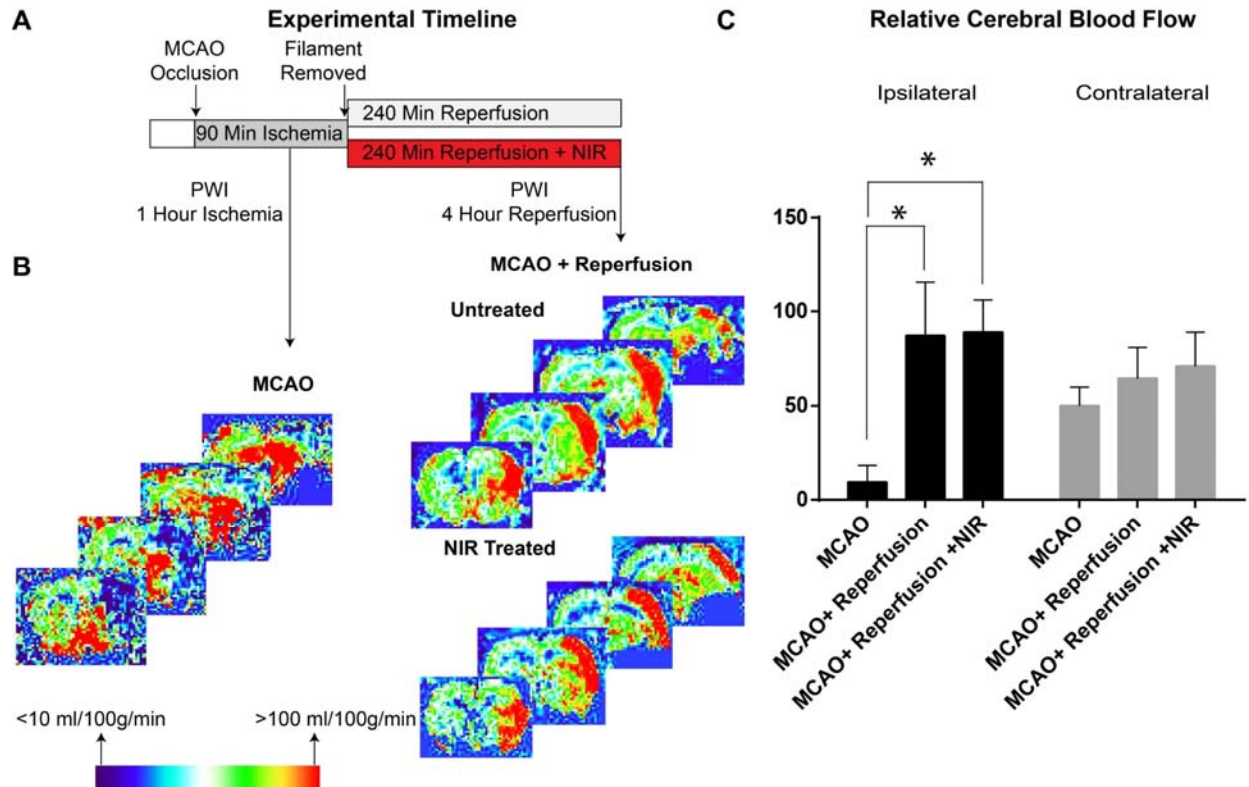 A
Experimental Timeline
MCAO
Occlusion
Filament
Removed
90 Min Ischemia
240 Min Reperfusion
240 Min Reperfusion + NIR
PWI
1 Hour Ischemia
PWI
4 Hour Reperfusion
B
MCAO
MCAO + Reperfusion
Untreated
NIR Treated
<10 ml/100g/min
>100 ml/100g/min
C
Relative Cerebral Blood Flow
Ipsilateral
Contralateral
*
*
150
100
50
0
MCAO
MCAO+ Reperfusion
MCAO+ Reperfusion +NIR
MCAO
MCAO+ Reperfusion
MCAO+ Reperfusion +NIR